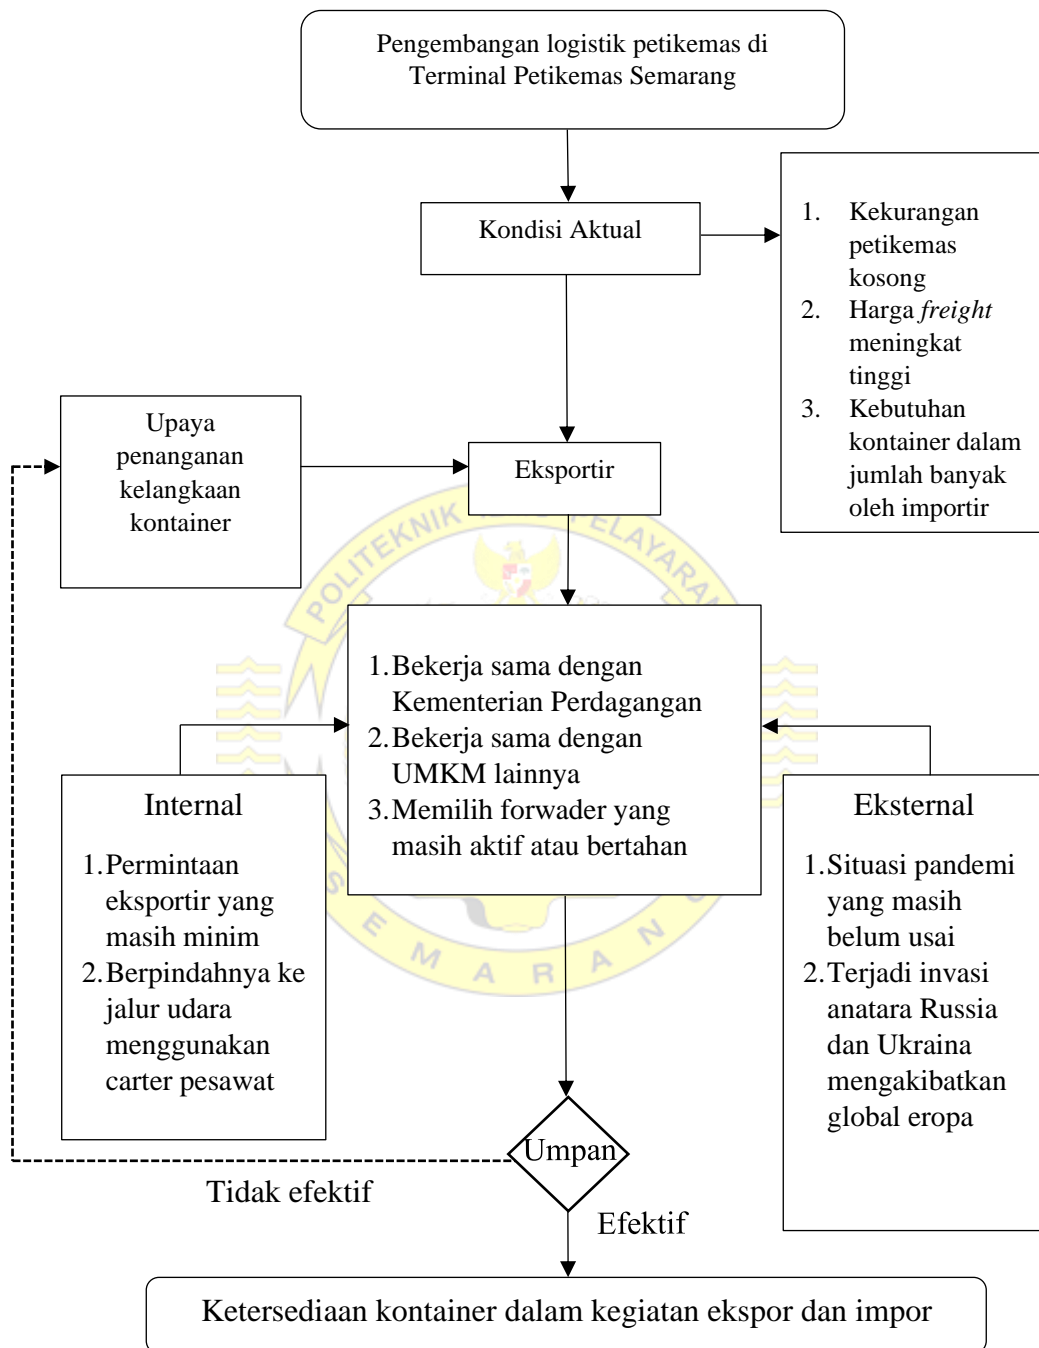 Pengembangan logistik petikemas di
Terminal Petikemas Semarang
Kondisi Aktual
1. Kekurangan
petikemas
kosong
2. Harga freight
meningkat
tinggi
3. Kebutuhan
kontainer dalam
jumlah banyak
oleh importir
Upaya
penanganan
kelangkaan
kontainer
Eksportir
POLITEKNIK PELAYARAN
1. Bekerja sama dengan
Kementerian Perdagangan
2. Bekerja sama dengan
UMKM lainnya
3. Memilih forwader yang
masih aktif atau bertahan
Internal
1. Permintaan
eksportir yang
masih minim
2. Berpindahnya ke
jalur udara
menggunakan
carter pesawat
Eksternal
1. Situasi pandemi
yang masih
belum usai
2. Terjadi invasi
anatara Russia
dan Ukraina
mengakibatkan
global eropa
SEMARANG
Umpan
Tidak efektif
Efektif
Ketersediaan kontainer dalam kegiatan ekspor dan impor